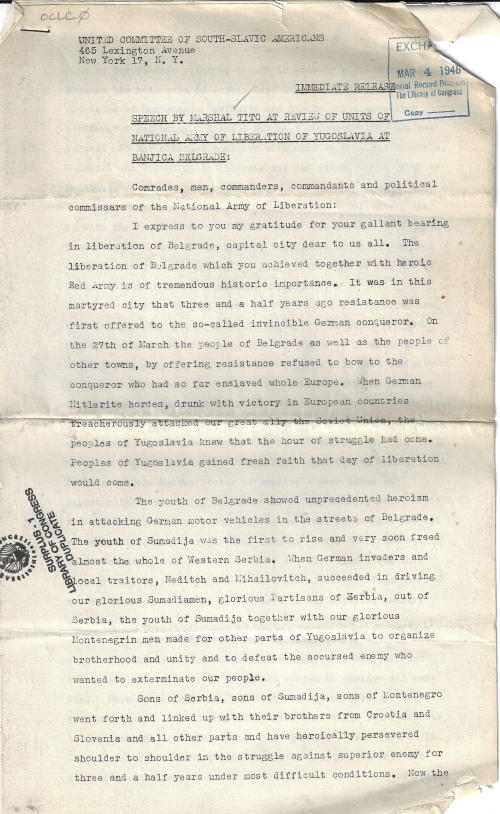 OCLC
UNITED COMMITTEE OF SOUTH-SLAVIC AMERICANS
465 Lexington Avenue
New York 17, N. Y.
EXCHA
MAR 4 1946
ional Record Division
The Library of Congress
Copy
IMMEDIATE RELEASE
SPEECH BY MARSHAL TITO AT REVIEW OF UNITS OF
NATIONAL ARMY OF LIBERATION OF YUGOSLAVIA AT
BANJICA BELGRADE:
Comrades, men, commanders, commandants and political
commissars of the National Army of Liberation:
I express to you my gratitude for your gallant bearing
in liberation of Belgrade, capital city dear to us all. The
liberation of Belgrade which you achieved together with heroic
Red Army is of tremendous historic importance. It was in this
martyred city that three and a half years ago resistance was
first offered to the so-called invincible German conqueror. On
the 27th of March the people of Belgrade as well as the people of
other towns, by offering resistance refused to bow to the
conqueror who had so far enslaved whole Europe. When German
Hitlerite hordes, drunk with victory in European countries
treacherously attacked our great ally the Soviet Union, the
peoples of Yugoslavia knew that the hour of struggle had come.
Peoples of Yugoslavia gained fresh faith that day of liberation
would come.
The youth of Belgrade showed unprecedented heroism
in attacking German motor vehicles in the streets of Belgrade.
The youth of Sumadija was the first to rise and very soon freed
almost the whole of Western Serbia. When German invaders and
local traitors, Neditch and Mihailovitch, succeeded in driving
our glorious Sumadiamen, glorious Partisans of Serbia, out of
Serbia, the youth of Sumadija together with our glorious
Montenegrin men made for other parts of Yugoslavia to organize
brotherhood and unity and to defeat the accursed enemy who
wanted to exterminate our people.
Sons of Serbia, sons of Sumadija, sons of Montenegro
went forth and linked up with their brothers from Croatia and
Slovenia and all other parts and have heroically persevered
shoulder to shoulder in the struggle against superior enemy for
three and a half years under most difficult conditions. Now the
SURPLUS - 1
LIBRARY OF CONGRESS
DUPLICATE